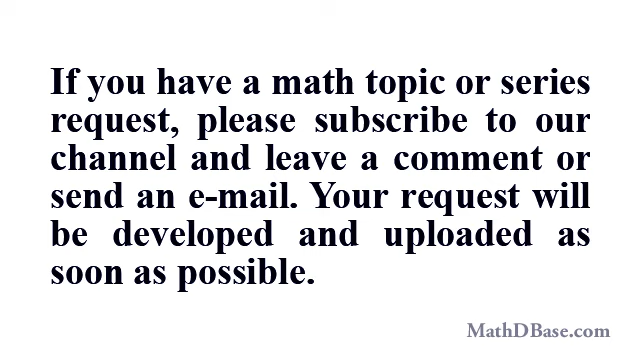 If you have a math topic or series
request, please subscribe to our
channel and leave a comment or
send an e-mail. Your request will
be developed and uploaded as
soon as possible.
MathDBase.com